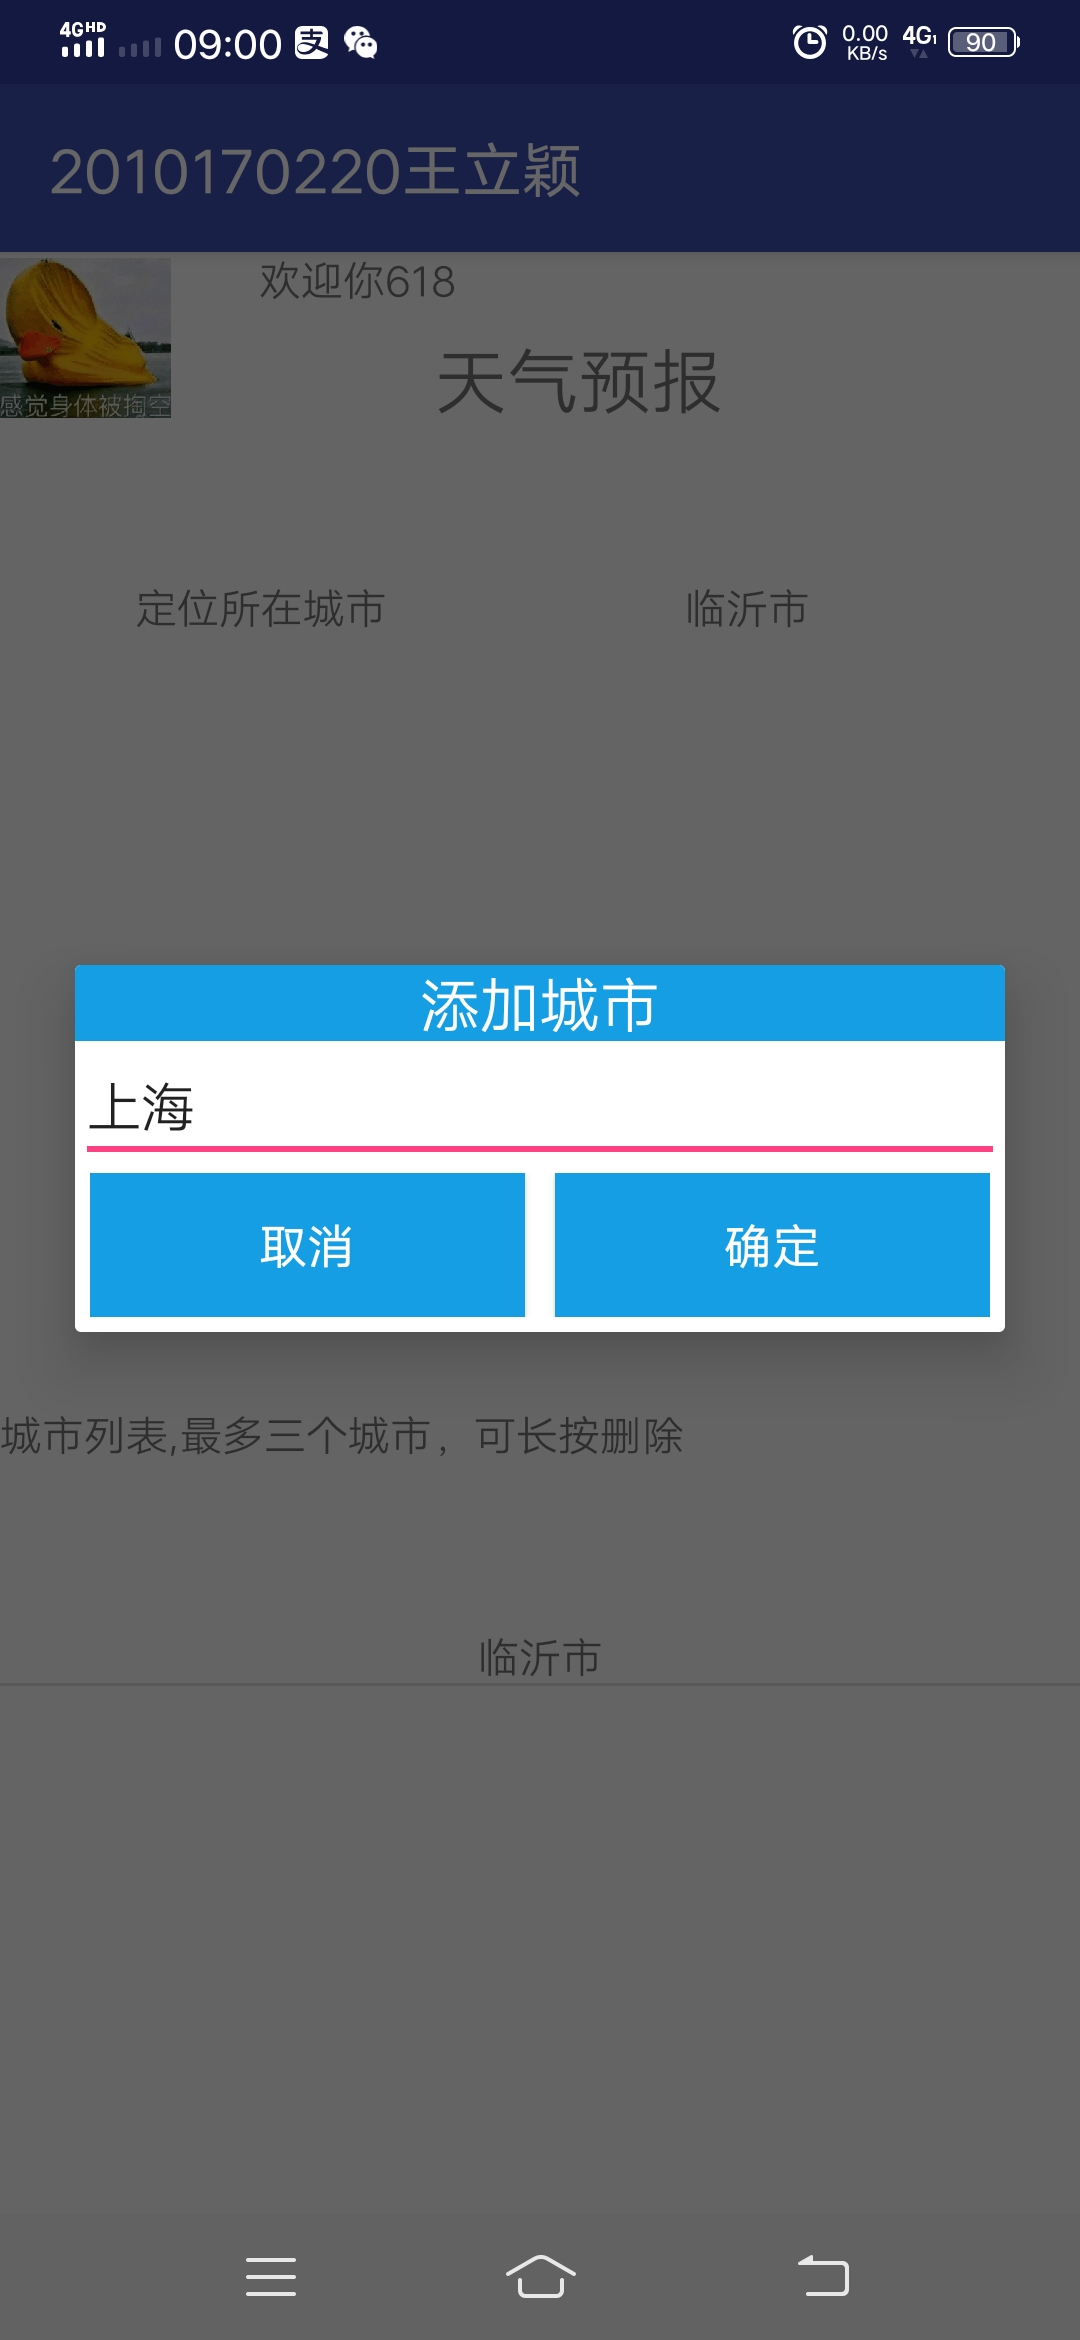 4G HD 09:00 支 0.00 KB/s 4G1 90
2010170220王立颖
欢迎你618
天气预报
感觉身体被掏空
定位所在城市 临沂市
添加城市
上海
取消 确定
城市列表,最多三个城市，可长按删除
临沂市